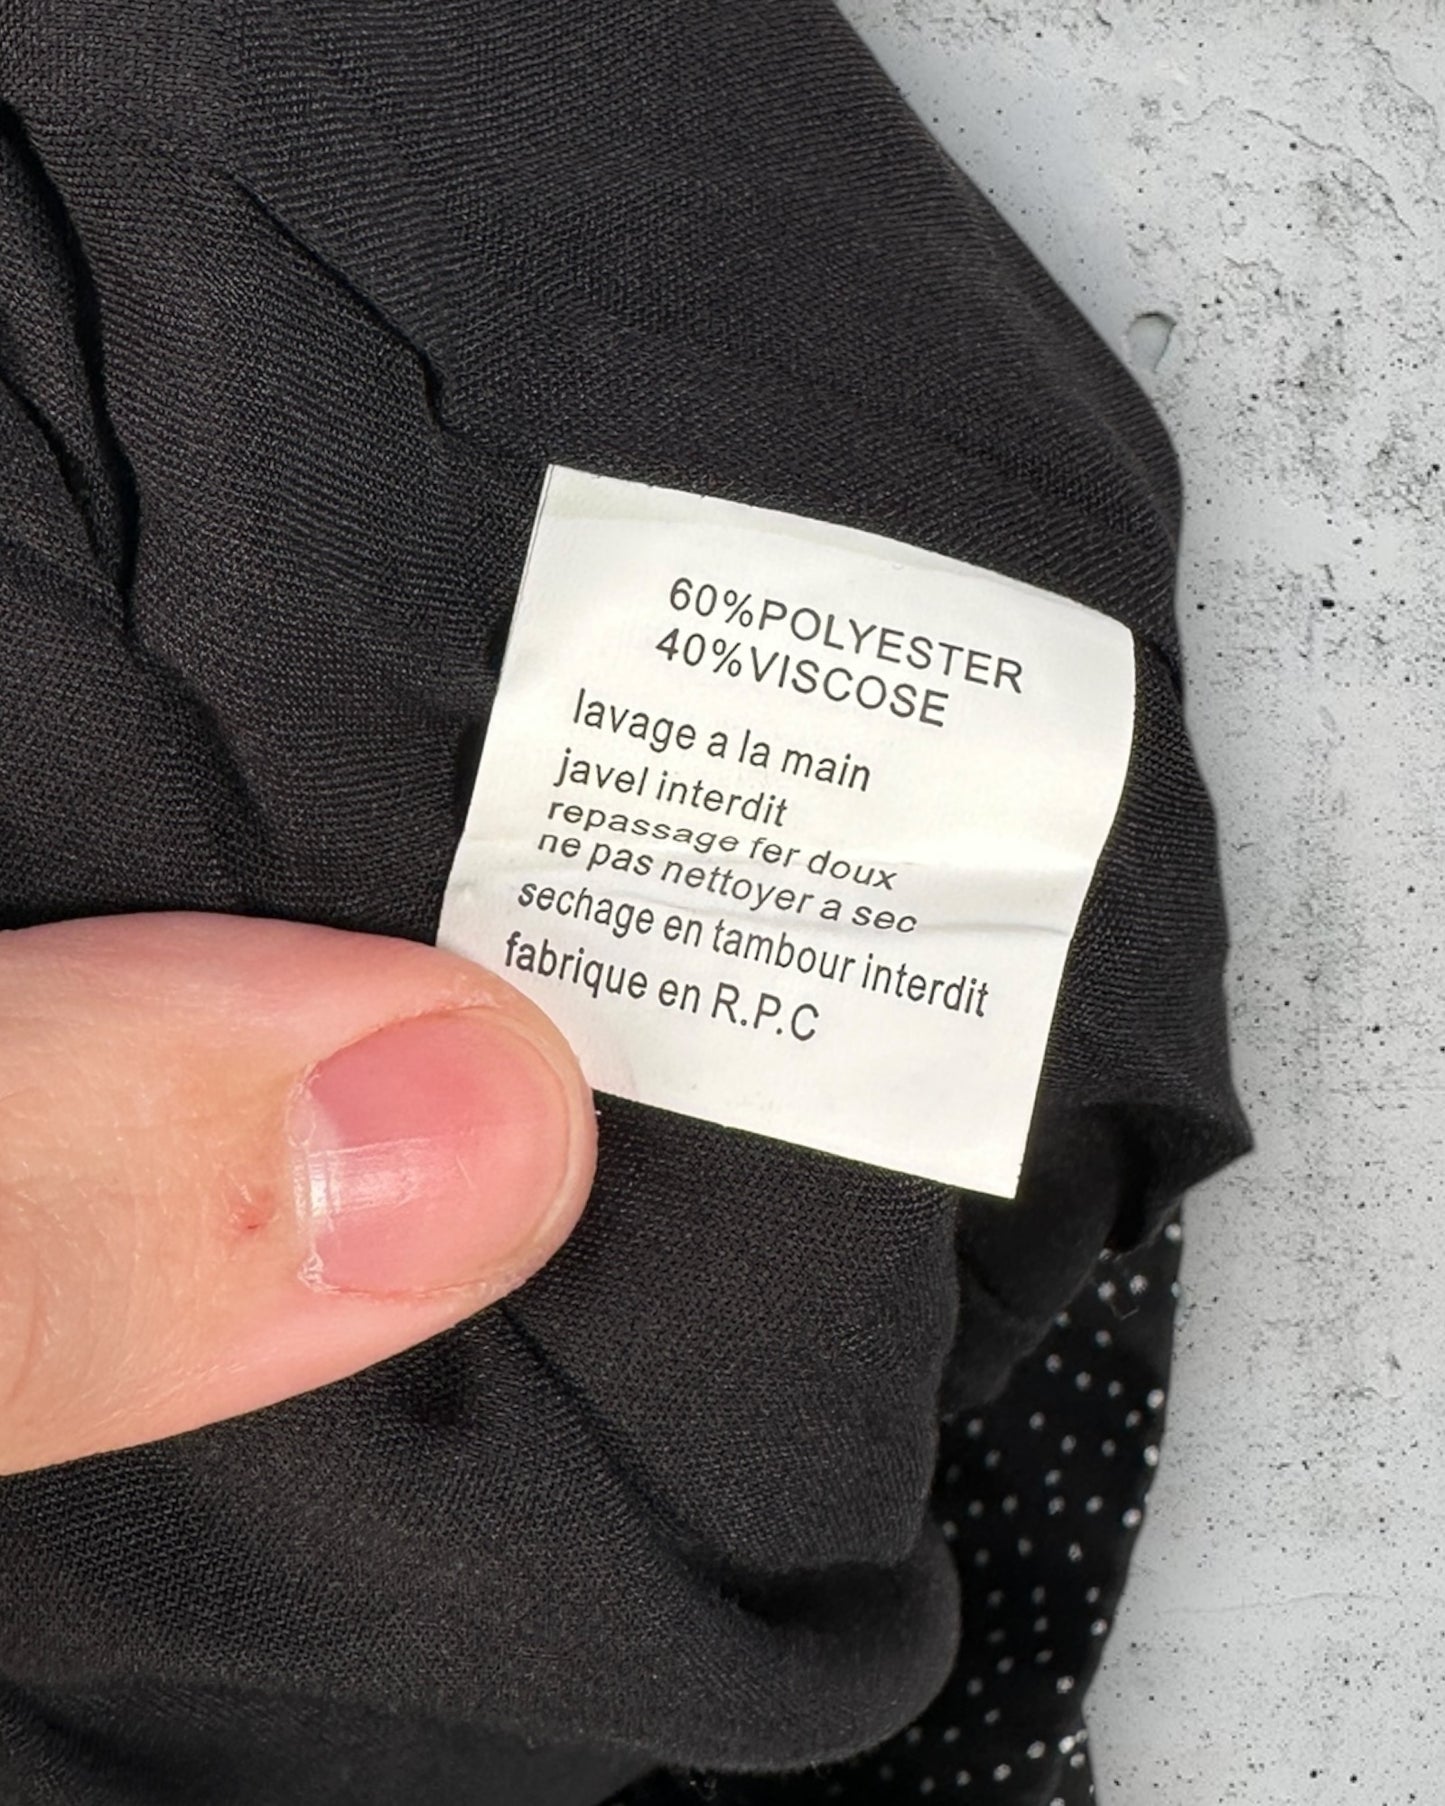 60%POLYESTER
40%VISCOSE
lavage a la main
javel interdit
repassage fer doux
ne pas nettoyer a sec
sechage en tambour interdit
fabrique en R.P.C